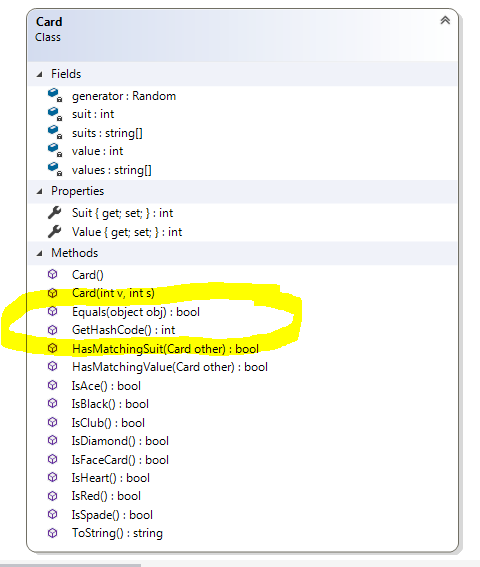 Card
Class
Fields
generator : Random
suit : int
suits : string[]
value : int
values : string[]
Properties
Suit { get; set; } : int
Value { get; set; } : int
Methods
Card()
Card(int v, int s)
Equals(object obj) : bool
GetHashCode() : int
HasMatchingSuit(Card other) : bool
HasMatchingValue(Card other) : bool
IsAce() : bool
IsBlack() : bool
IsClub() : bool
IsDiamond() : bool
IsFaceCard() : bool
IsHeart() : bool
IsRed() : bool
IsSpade() : bool
ToString() : string